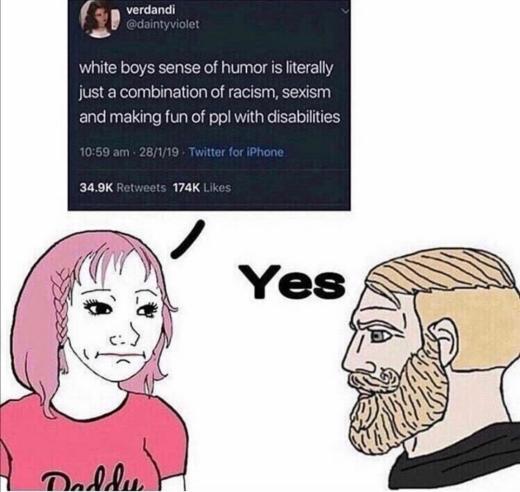 verdandi
@daintyviolet
white boys sense of humor is literally
just a combination of racism, sexism
and making fun of ppl with disabilities
10:59 am · 28/1/19 · Twitter for iPhone
34.9K Retweets 174K Likes
Yes
Daddy